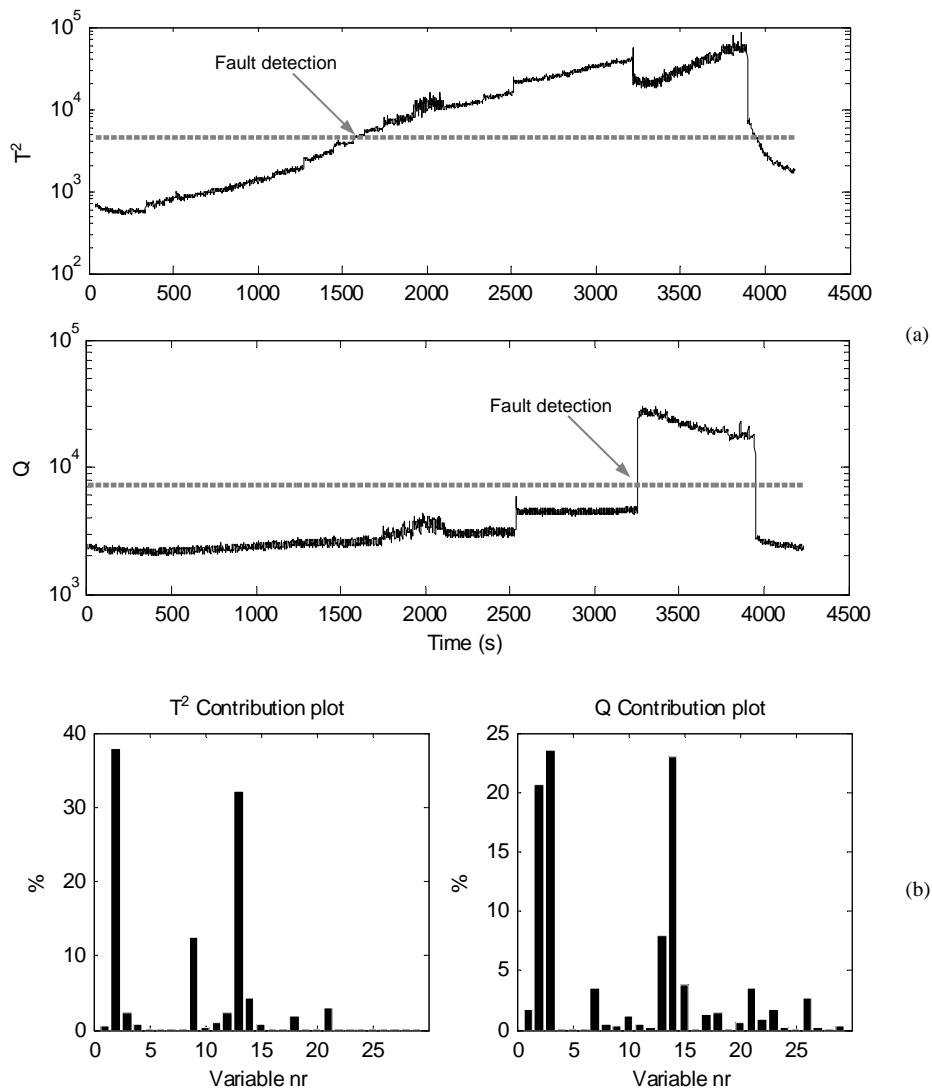 10^5
Fault detection
10^4
T^2
10^3
10^2
0 500 1000 1500 2000 2500 3000 3500 4000 4500
(a)
10^5
Fault detection
10^4
Q
10^3
0 500 1000 1500 2000 2500 3000 3500 4000 4500
Time (s)
T^2 Contribution plot
40
30
%
20
10
0
0 5 10 15 20 25
Variable nr
Q Contribution plot
25
20
15
%
10
5
0
0 5 10 15 20 25
Variable nr
(b)